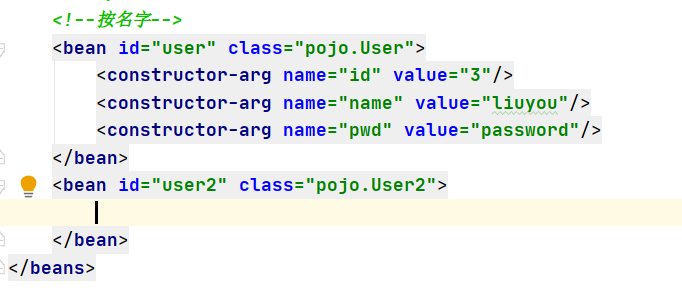 <!--按名字-->
<bean id="user" class="pojo.User">
<constructor-arg name="id" value="3"/>
<constructor-arg name="name" value="liuyou"/>
<constructor-arg name="pwd" value="password"/>
</bean>
<bean id="user2" class="pojo.User2">
</bean>
</beans>